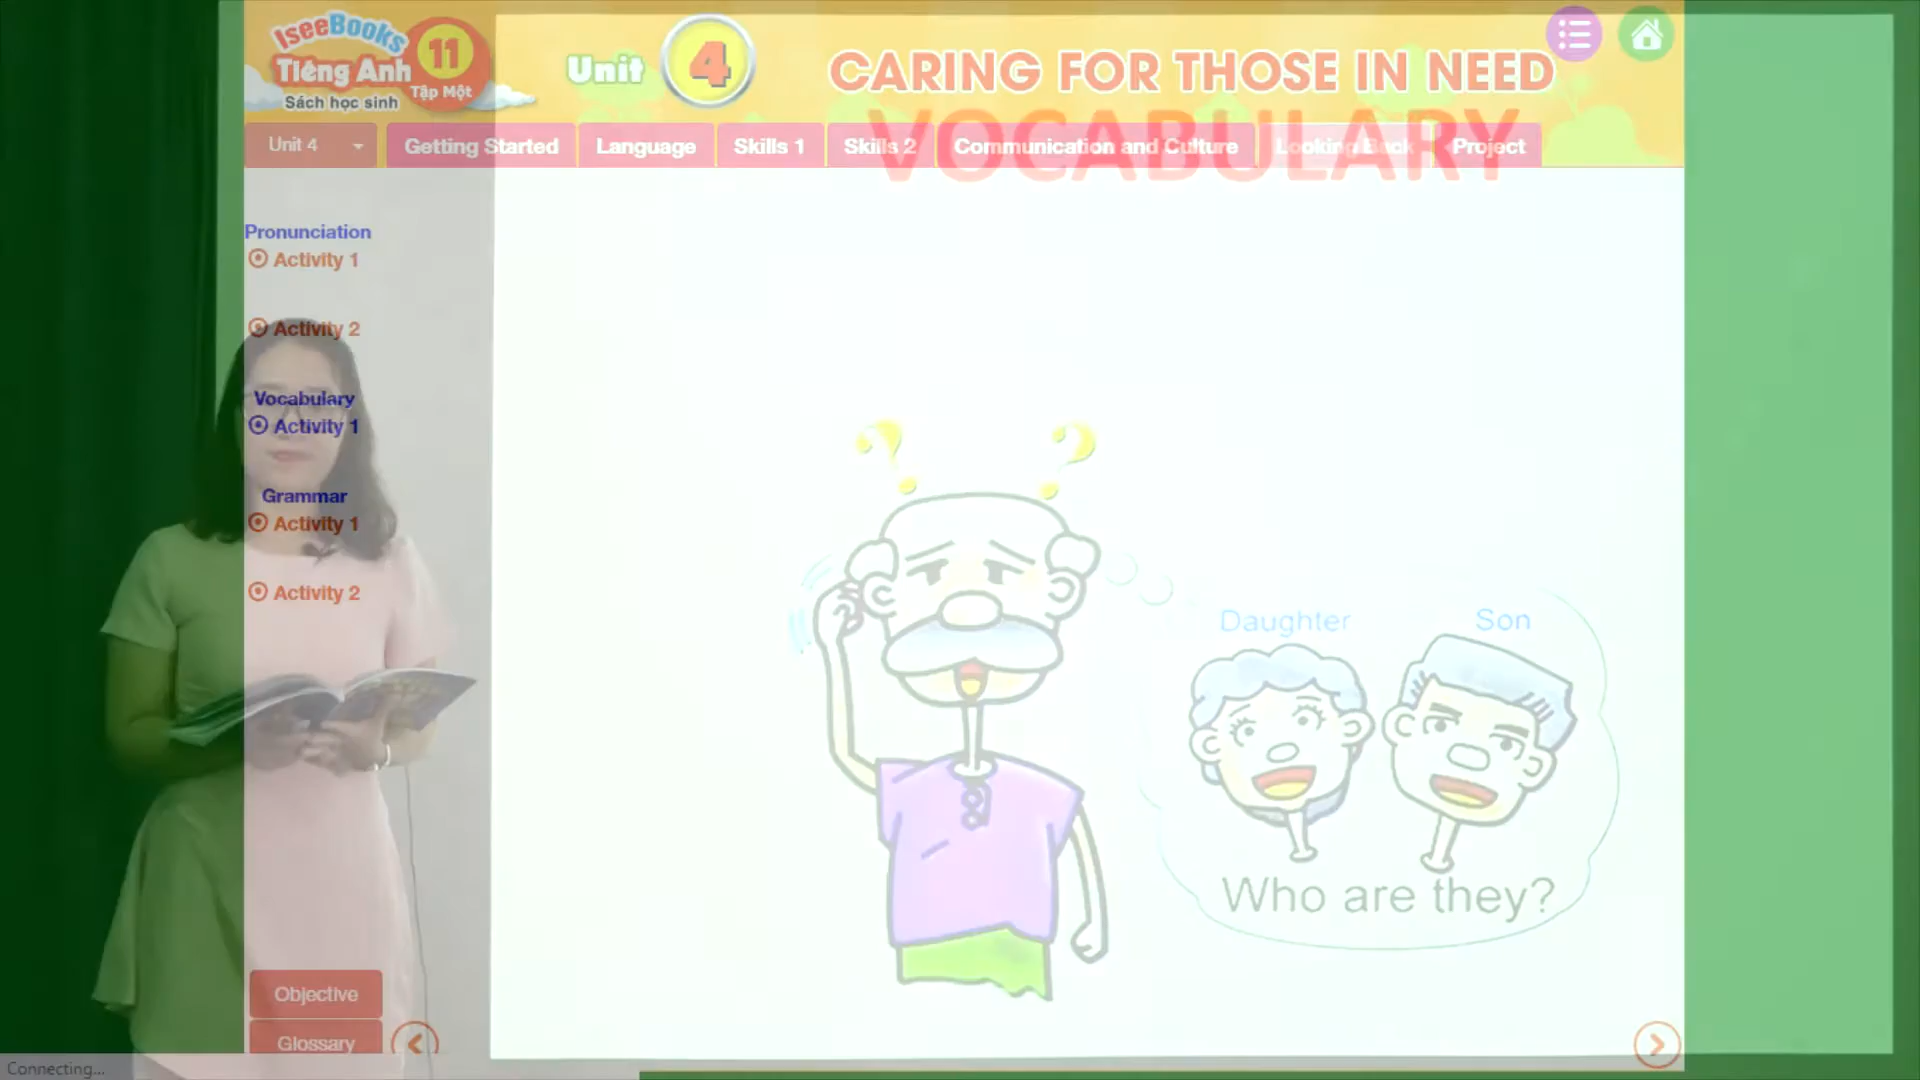 IseeBooks
Tiếng Anh 11
Tập Một
Sách học sinh
Unit 4
CARING FOR THOSE IN NEED
VOCABULARY
Unit 4
Getting Started
Language
Skills 1
Skills 2
Communication and Culture
Looking Back
Project
Pronunciation
Activity 1
Activity 2
Vocabulary
Activity 1
Grammar
Activity 1
Activity 2
? ?
Daughter Son
Who are they?
Objective
Glossary
Connecting...